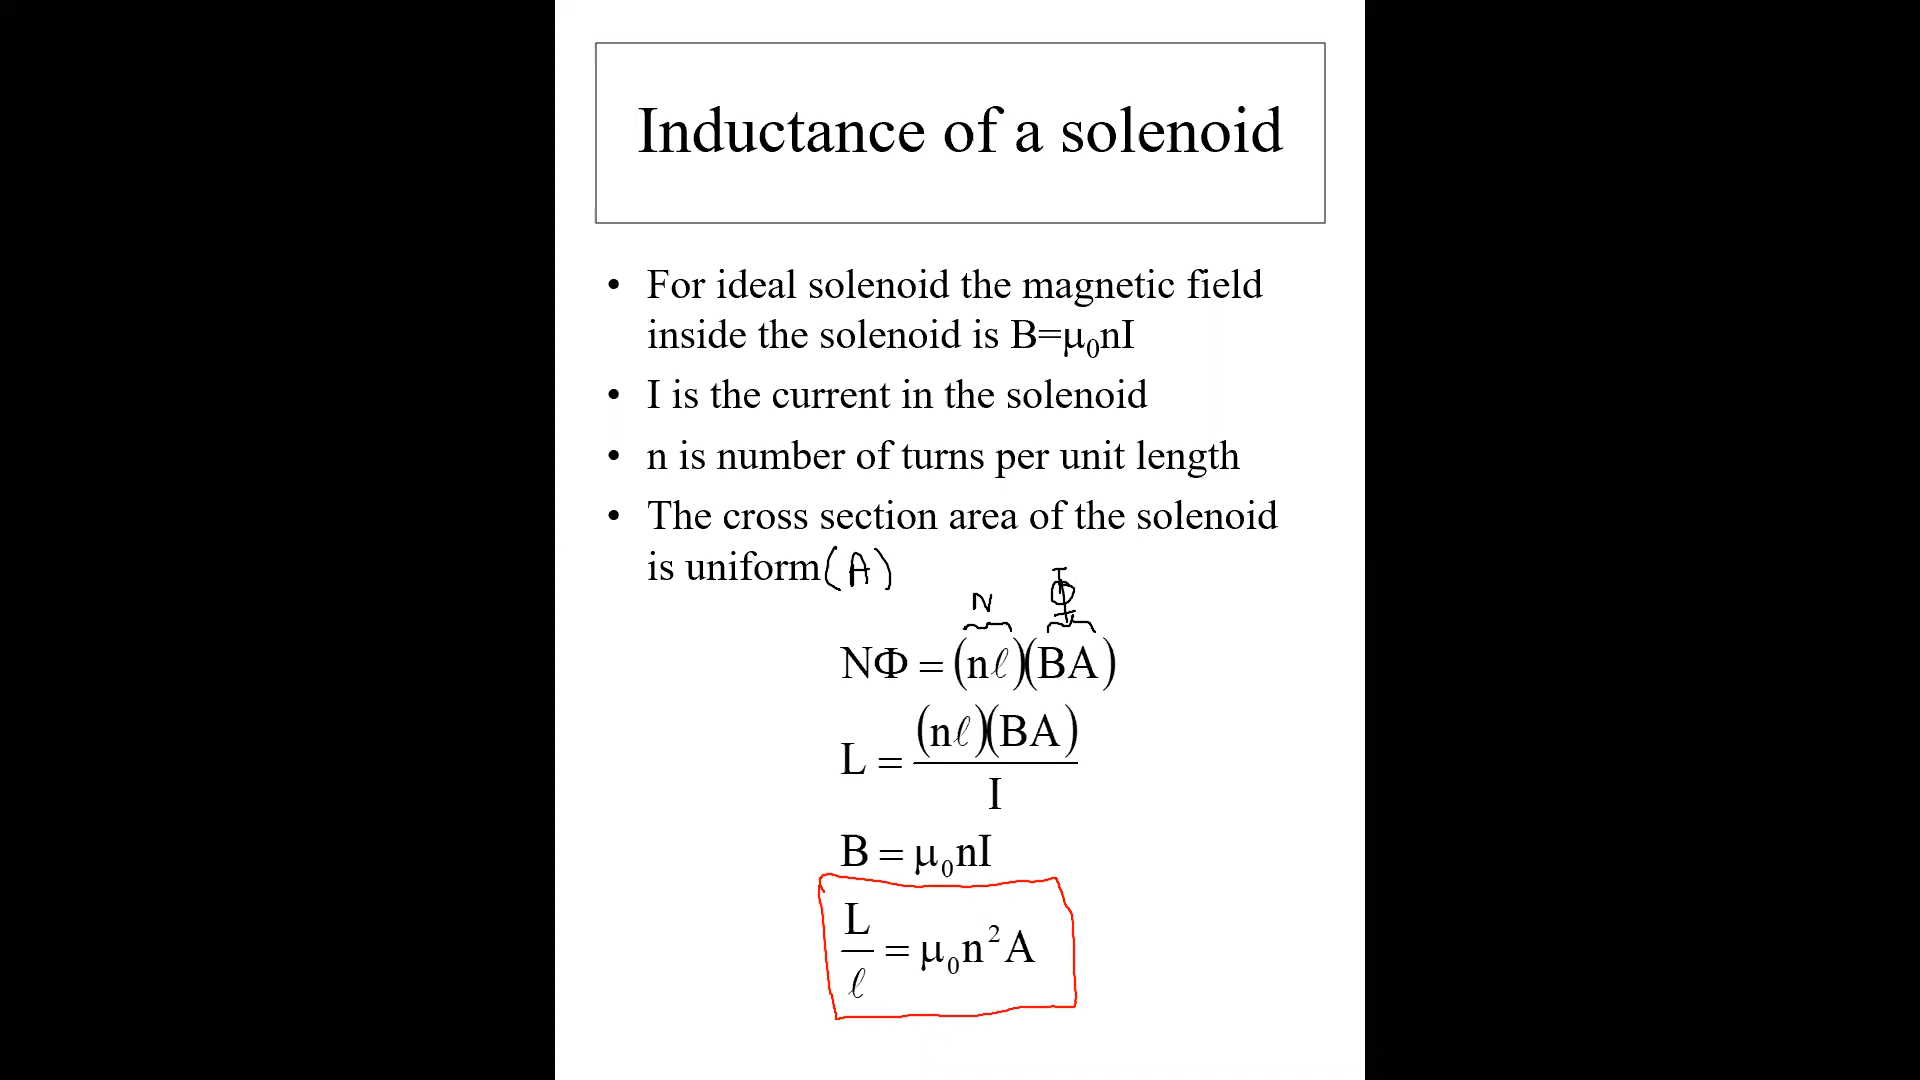 Inductance of a solenoid
• For ideal solenoid the magnetic field
inside the solenoid is B=μ₀nI
• I is the current in the solenoid
• n is number of turns per unit length
• The cross section area of the solenoid
is uniform (A)
N Φ
NΦ = (nℓ)(BA)
L = (nℓ)(BA) / I
B = μ₀nI
L / ℓ = μ₀n²A